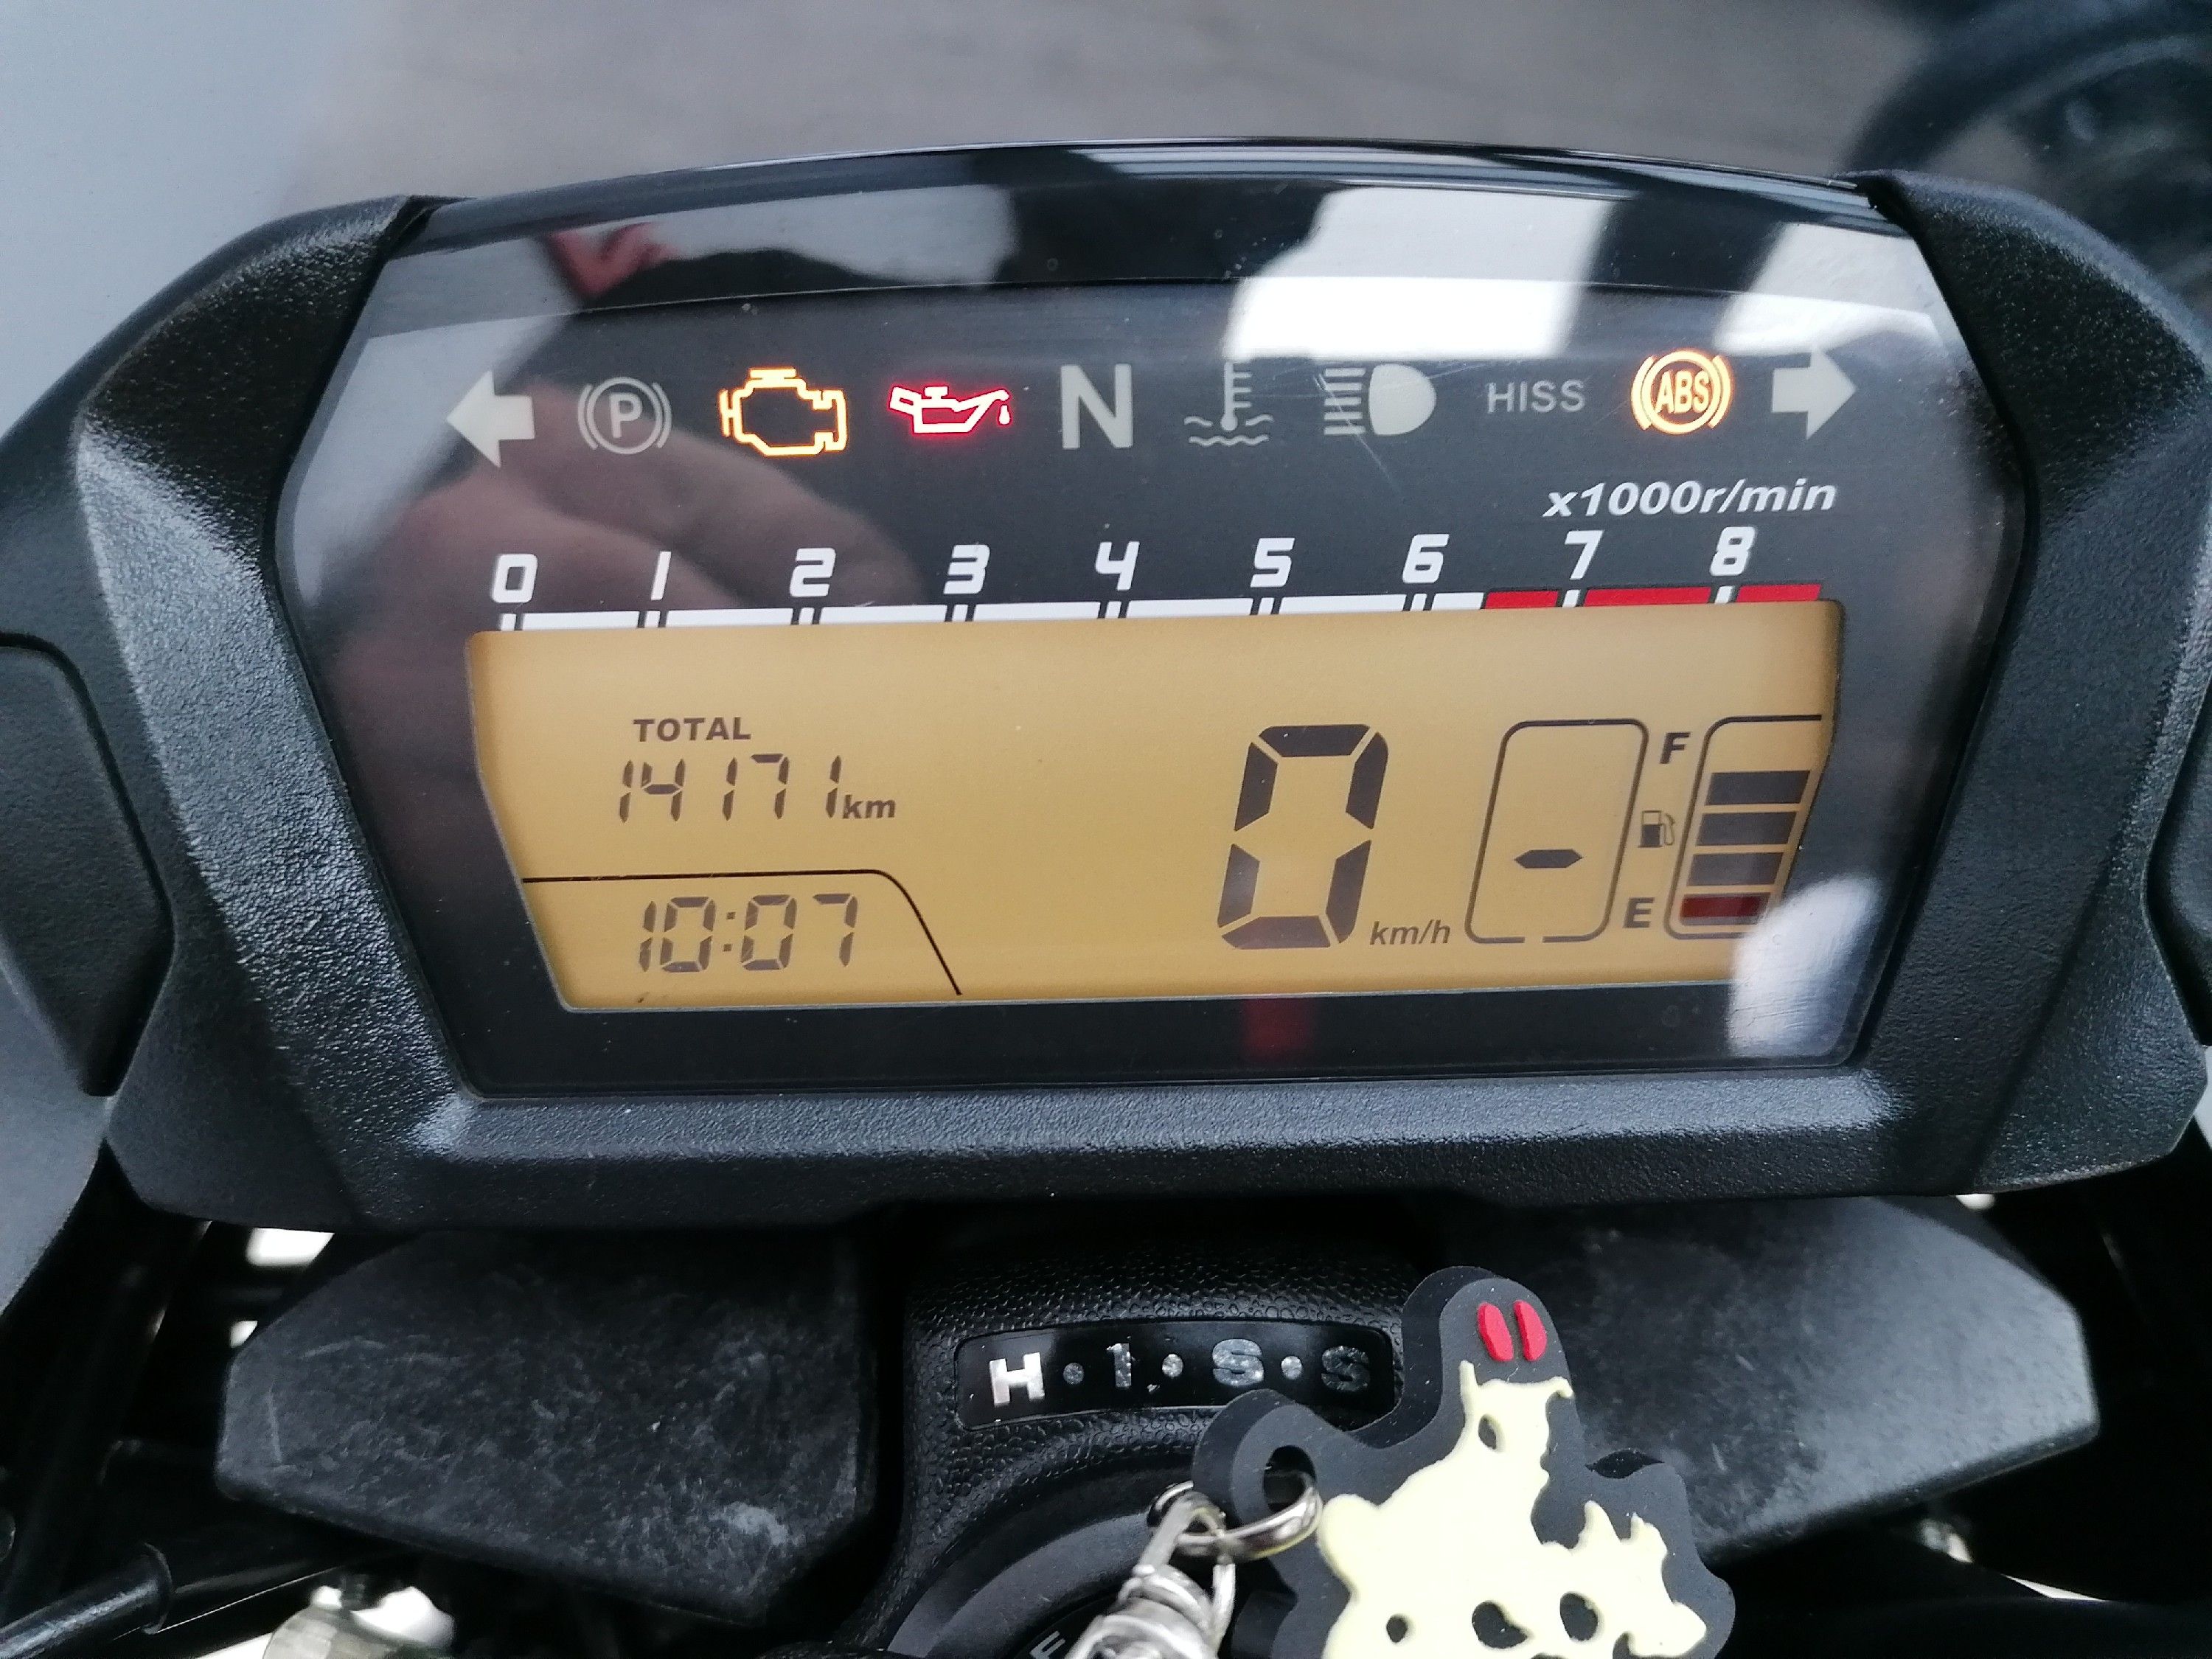 P N HISS ABS
x1000r/min
0 1 2 3 4 5 6 7 8
TOTAL
14171km
10:07
0 km/h
-
F
E
H·I·S·S